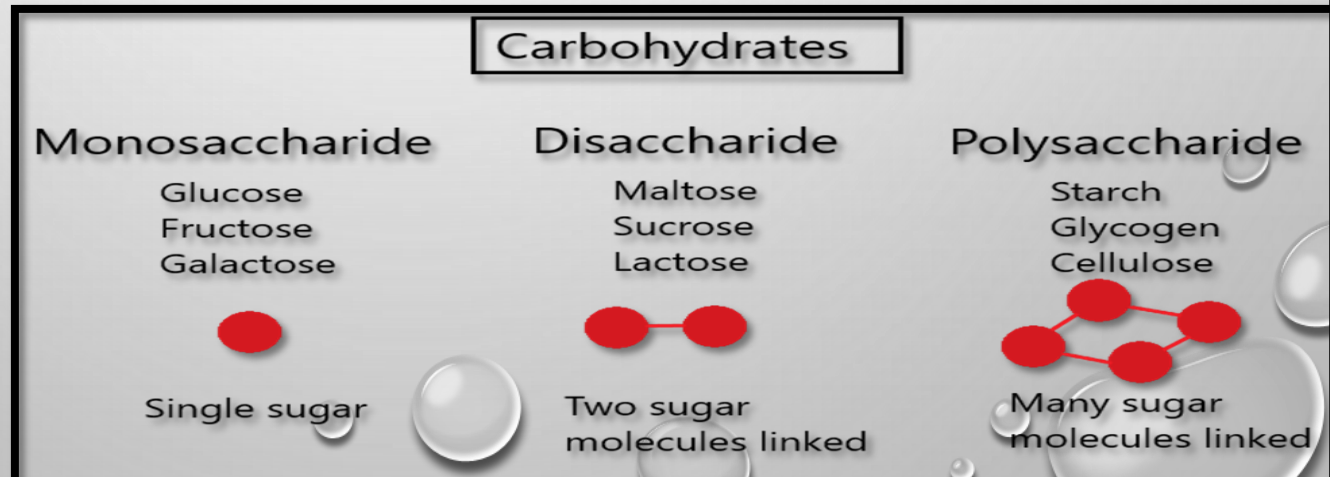 Carbohydrates
Monosaccharide
Glucose
Fructose
Galactose
Single sugar
Disaccharide
Maltose
Sucrose
Lactose
Two sugar
molecules linked
Polysaccharide
Starch
Glycogen
Cellulose
Many sugar
molecules linked